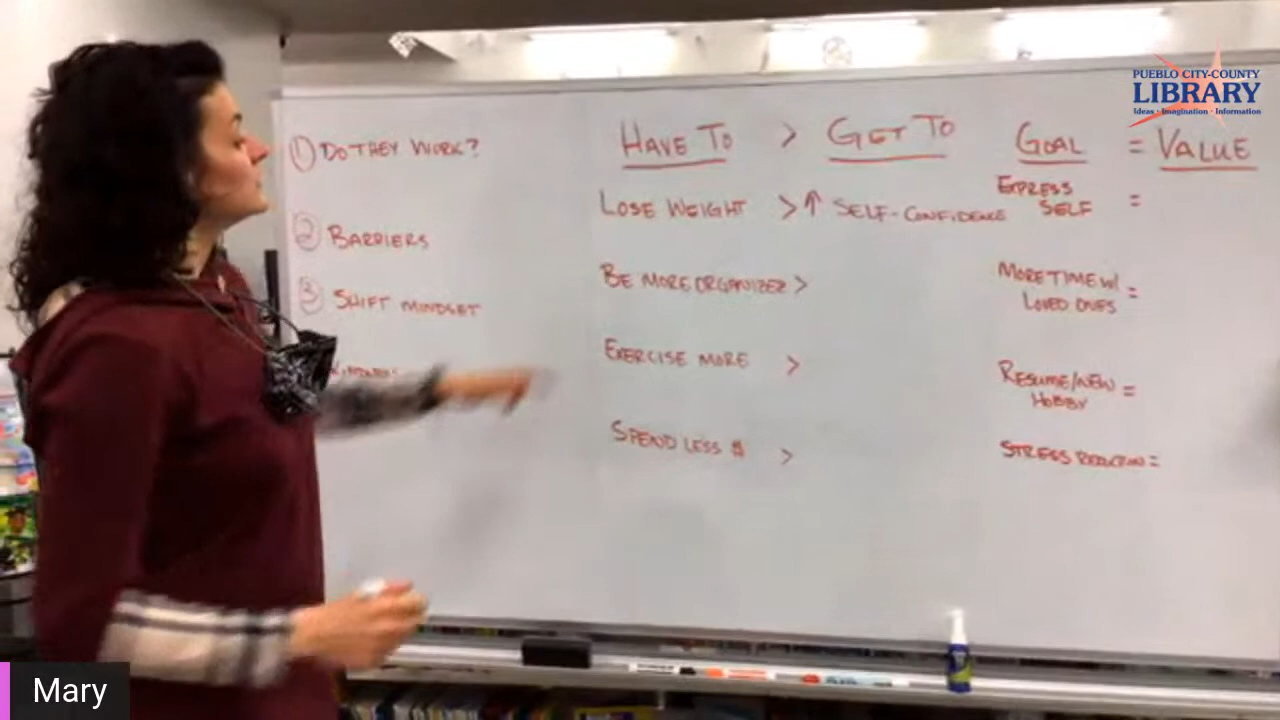 PUEBLO CITY-COUNTY
LIBRARY
Ideas • Imagination • Information
① DO THEY WORK?
② BARRIERS
③ SHIFT MINDSET
HAVE TO > GET TO
LOSE WEIGHT > ↑ SELF-CONFIDENCE
BE MORE ORGANIZED >
EXERCISE MORE >
SPEND LESS $ >
GOAL = VALUE
EXPRESS
SELF =
MORE TIME W/
LOVED ONES =
RESUME/NEW =
HOBBY
STRESS REDUCTION =
Mary